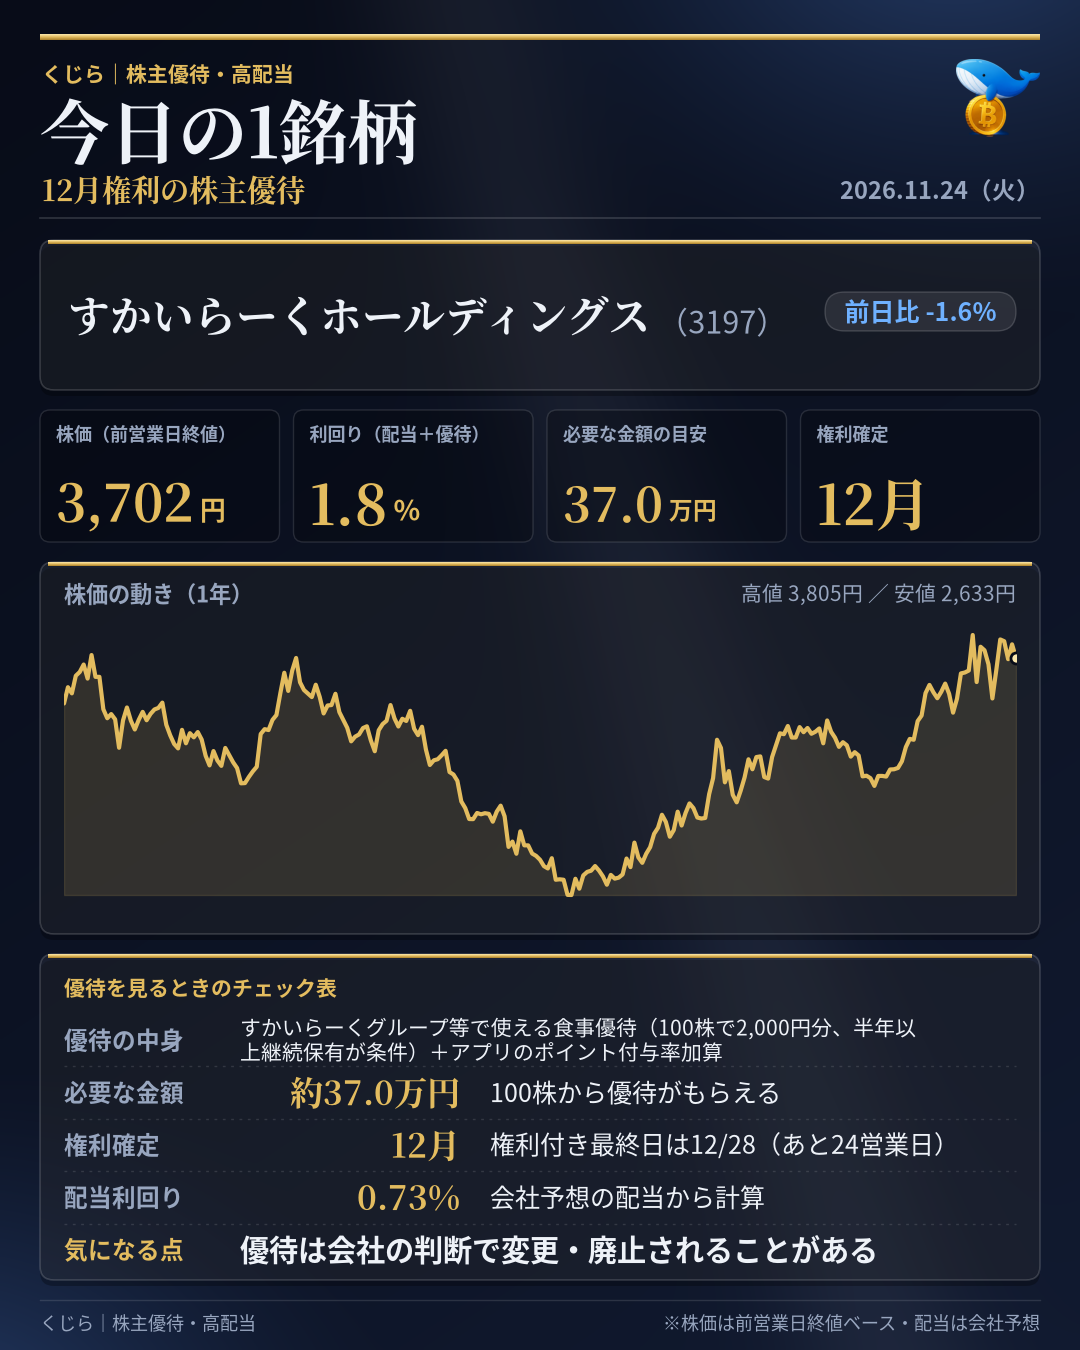 くじら｜株主優待・高配当
今日の1銘柄
12月権利の株主優待
2026.11.24（火）
すかいらーくホールディングス （3197）
前日比 -1.6%
株価（前営業日終値）
3,702円
利回り（配当＋優待）
1.8%
必要な金額の目安
37.0万円
権利確定
12月
株価の動き（1年）
高値 3,805円 ／ 安値 2,633円
優待を見るときのチェック表
優待の中身
すかいらーくグループ等で使える食事優待（100株で2,000円分、半年以
上継続保有が条件）＋アプリのポイント付与率加算
必要な金額 約37.0万円 100株から優待がもらえる
権利確定 12月 権利付き最終日は12/28（あと24営業日）
配当利回り 0.73% 会社予想の配当から計算
気になる点 優待は会社の判断で変更・廃止されることがある
くじら｜株主優待・高配当
※株価は前営業日終値ベース・配当は会社予想